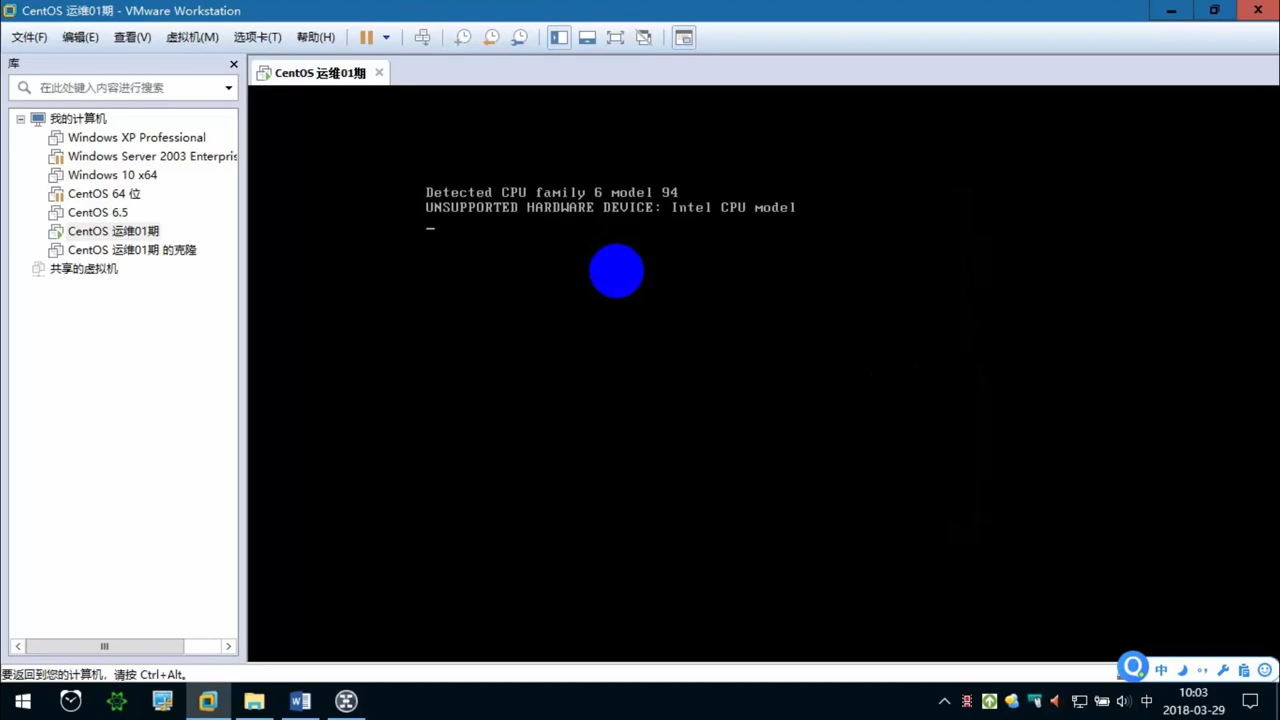 CentOS 运维01期 - VMware Workstation
文件(F) 编辑(E) 查看(V) 虚拟机(M) 选项卡(T) 帮助(H)
库
在此处键入内容进行搜索
CentOS 运维01期
我的计算机
Windows XP Professional
Windows Server 2003 Enterpris
Windows 10 x64
CentOS 64 位
CentOS 6.5
CentOS 运维01期
CentOS 运维01期 的克隆
共享的虚拟机
Detected CPU family 6 model 94
UNSUPPORTED HARDWARE DEVICE: Intel CPU model
要返回到您的计算机，请按 Ctrl+Alt。
中
中
10:03
2018-03-29